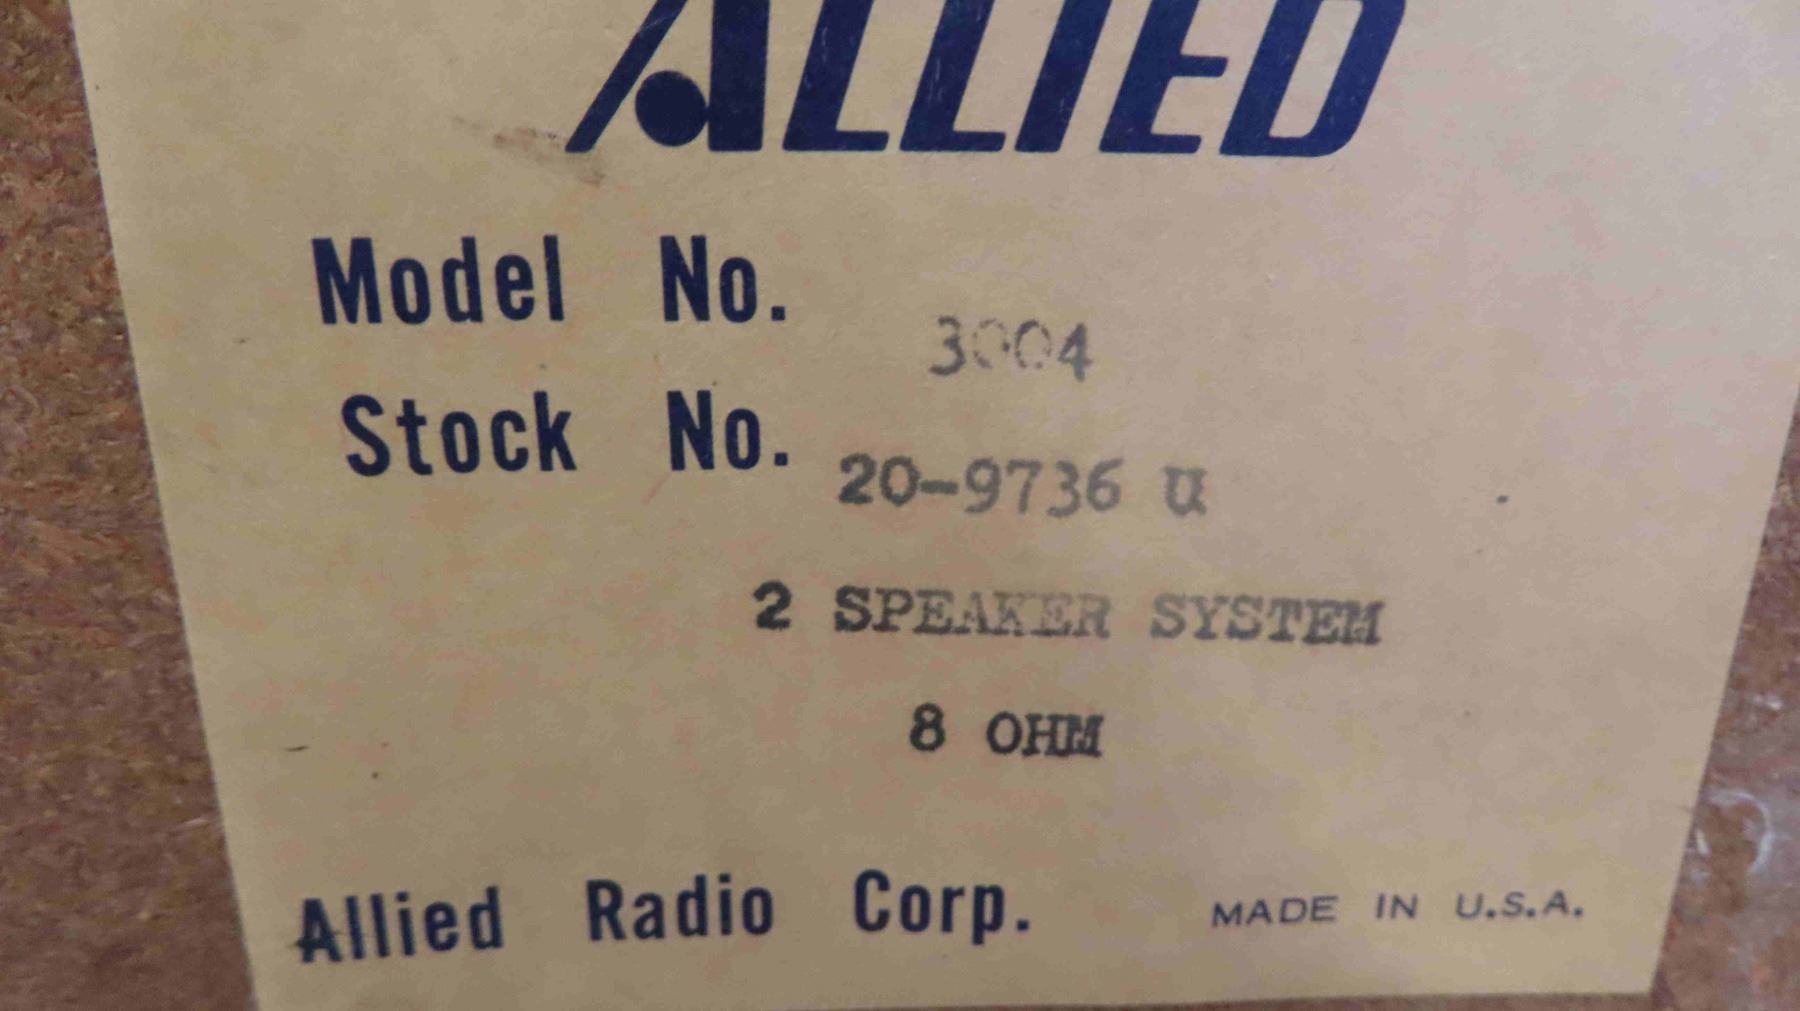 ALLIED
Model No. 3004
Stock No. 20-9736 U
2 SPEAKER SYSTEM
8 OHM
Allied Radio Corp. MADE IN U.S.A.